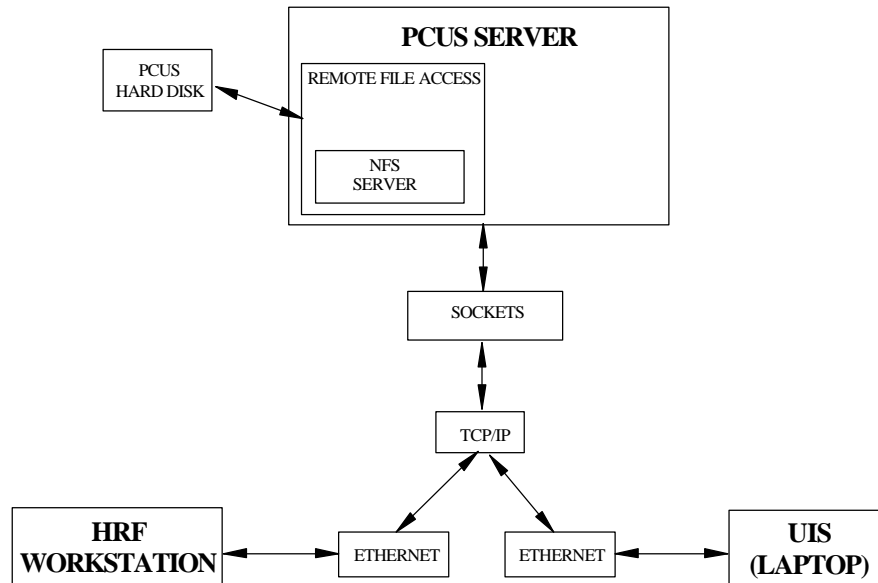 PCUS SERVER
PCUS
HARD DISK
REMOTE FILE ACCESS
NFS
SERVER
SOCKETS
TCP/IP
HRF
WORKSTATION
ETHERNET
ETHERNET
UIS
(LAPTOP)